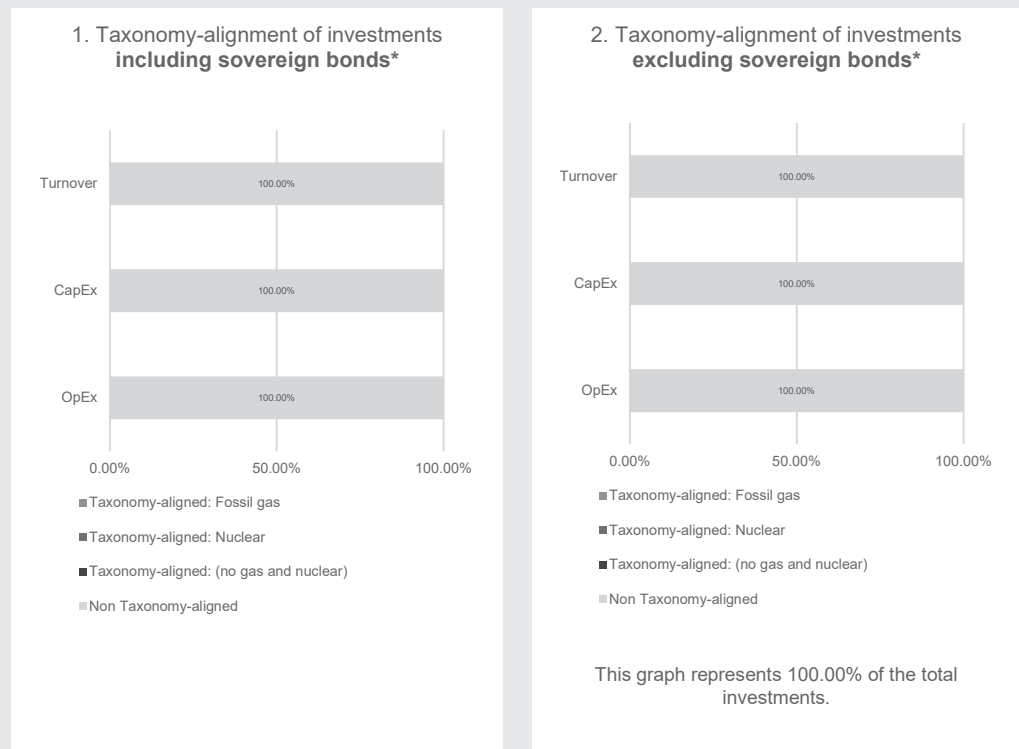 1. Taxonomy-alignment of investments
including sovereign bonds*
Turnover
100.00%
CapEx
100.00%
OpEx
100.00%
0.00%
50.00%
100.00%
Taxonomy-aligned: Fossil gas
Taxonomy-aligned: Nuclear
Taxonomy-aligned: (no gas and nuclear)
Non Taxonomy-aligned
2. Taxonomy-alignment of investments
excluding sovereign bonds*
Turnover
100.00%
CapEx
100.00%
OpEx
100.00%
0.00%
50.00%
100.00%
Taxonomy-aligned: Fossil gas
Taxonomy-aligned: Nuclear
Taxonomy-aligned: (no gas and nuclear)
Non Taxonomy-aligned
This graph represents 100.00% of the total
investments.